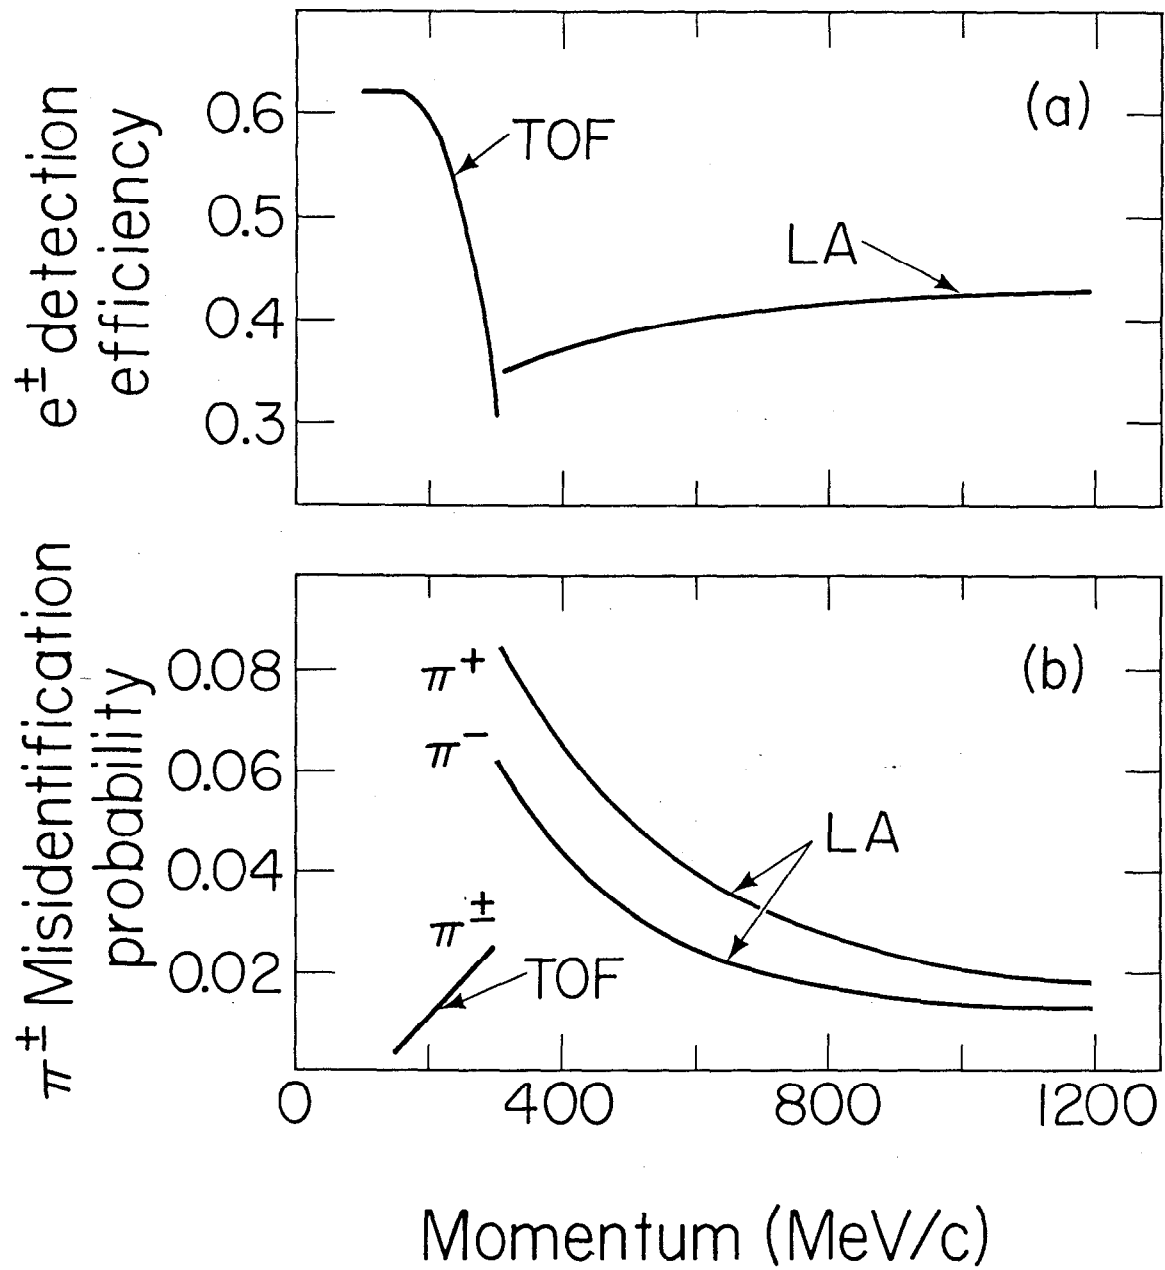 e± detection
efficiency
0.6
0.5
0.4
0.3
TOF
LA
(a)
π± Misidentification
probability
0.08
0.06
0.04
0.02
π+
π−
π±
TOF
LA
(b)
0 400 800 1200
Momentum (MeV/c)